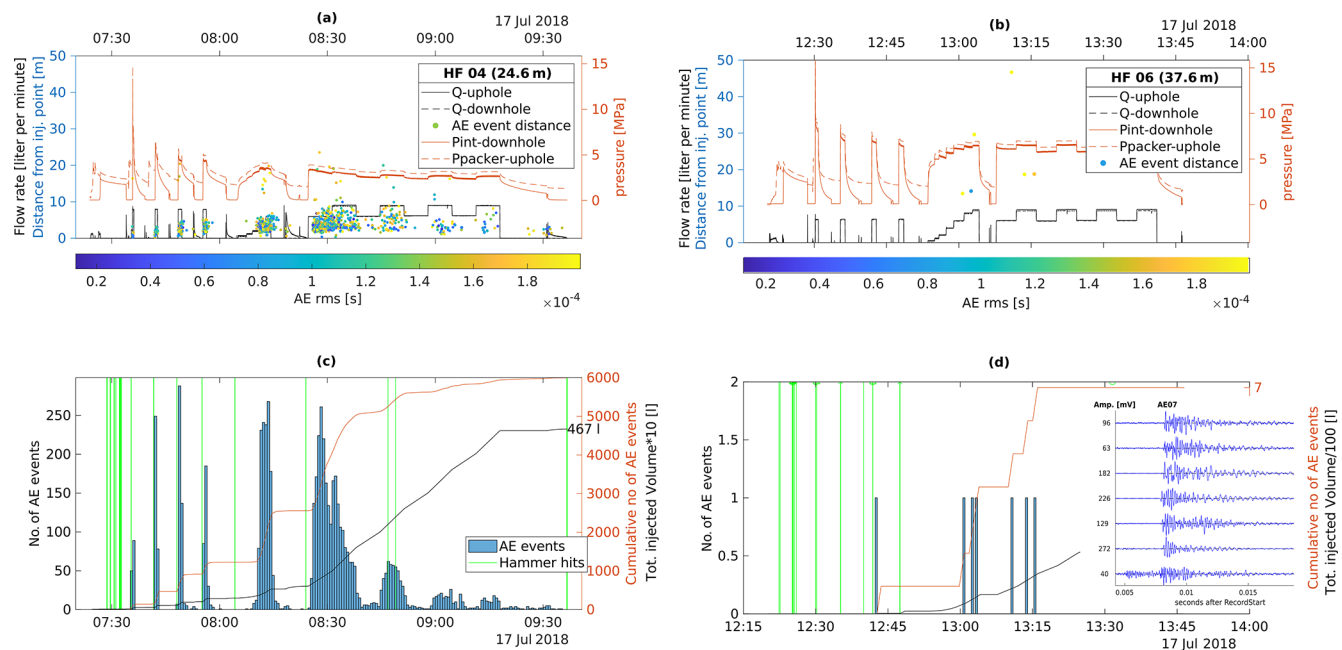 (a)
17 Jul 2018
07:30 08:00 08:30 09:00 09:30
Flow rate [liter per minute]
Distance from inj. point [m]
50
40
30
20
10
0
HF 04 (24.6 m)
Q-uphole
Q-downhole
AE event distance
Pint-downhole
Ppacker-uphole
15
10
5
0
pressure [MPa]
0.2 0.4 0.6 0.8 1 1.2 1.4 1.6 1.8
AE rms [s]
×10⁻⁴
(b)
17 Jul 2018
12:30 12:45 13:00 13:15 13:30 13:45 14:00
Flow rate [liter per minute]
Distance from inj. point [m]
50
40
30
20
10
0
HF 06 (37.6 m)
Q-uphole
Q-downhole
Pint-downhole
Ppacker-uphole
AE event distance
15
10
5
0
pressure [MPa]
0.2 0.4 0.6 0.8 1 1.2 1.4 1.6 1.8
AE rms [s]
×10⁻⁴
(c)
No. of AE events
250
200
150
100
50
0
467 l
AE events
Hammer hits
6000
5000
4000
3000
2000
1000
0
Cumulative no of AE events
Tot. injected Volume*10 [l]
07:30 08:00 08:30 09:00 09:30
17 Jul 2018
(d)
No. of AE events
2
1.5
1
0.5
0
7
Amp. [mV] AE07
96
63
182
226
129
272
40
0.005 0.01 0.015
seconds after RecordStart
Cumulative no of AE events
Tot. injected Volume/100 [l]
12:15 12:30 12:45 13:00 13:15 13:30 13:45 14:00
17 Jul 2018